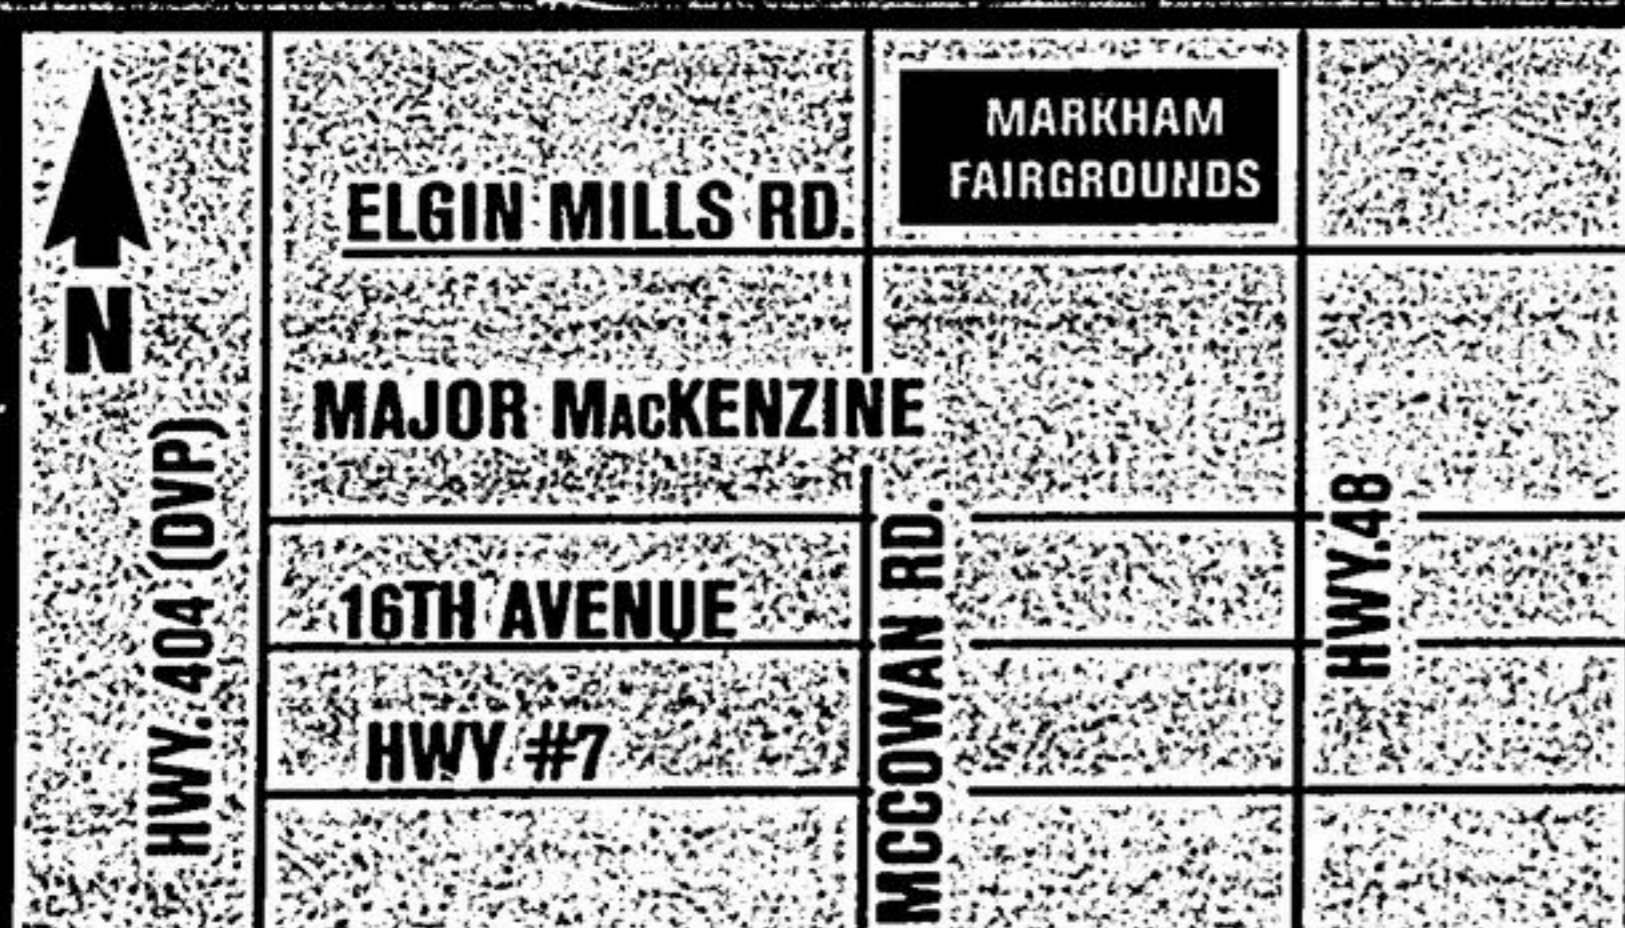 MARKHAM
FAIRGROUNDS
ELGIN MILLS RD.
N
MAJOR MACKENZINE
HWY. 404 (DVP)
MCCOWAN RD.
HWY.48
16TH AVENUE
HWY #7